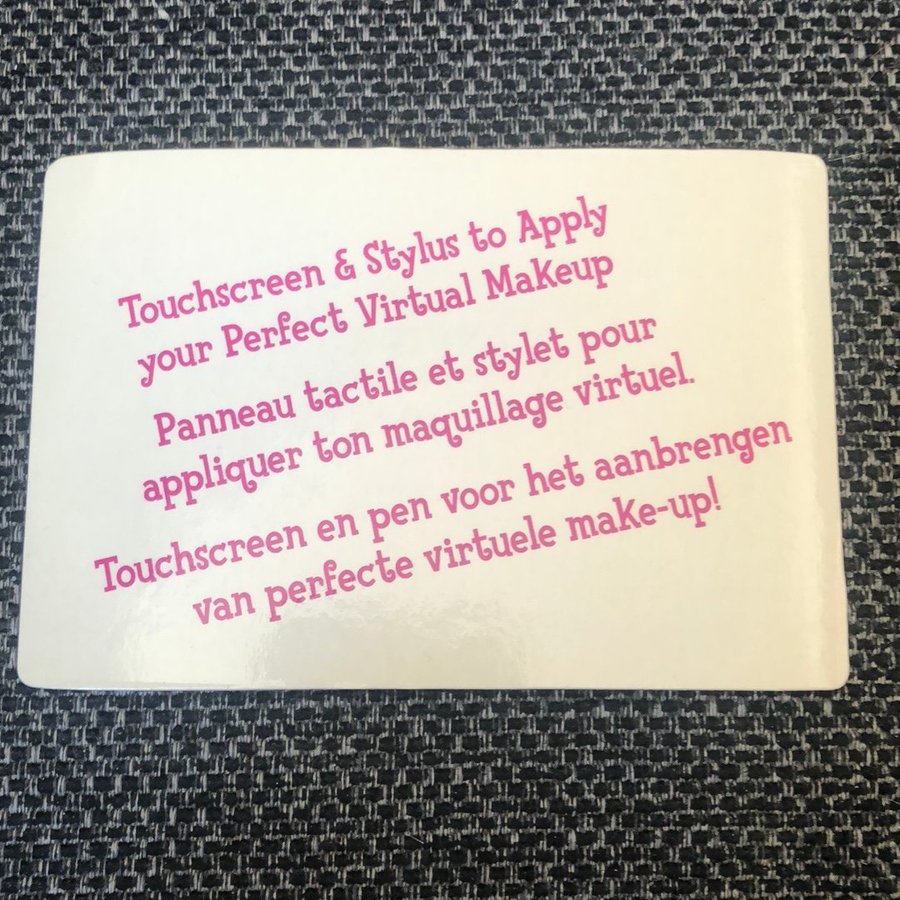 Touchscreen & Stylus to Apply
your Perfect Virtual Makeup
Panneau tactile et stylet pour
appliquer ton maquillage virtuel.
Touchscreen en pen voor het aanbrengen
van perfecte virtuele make-up!